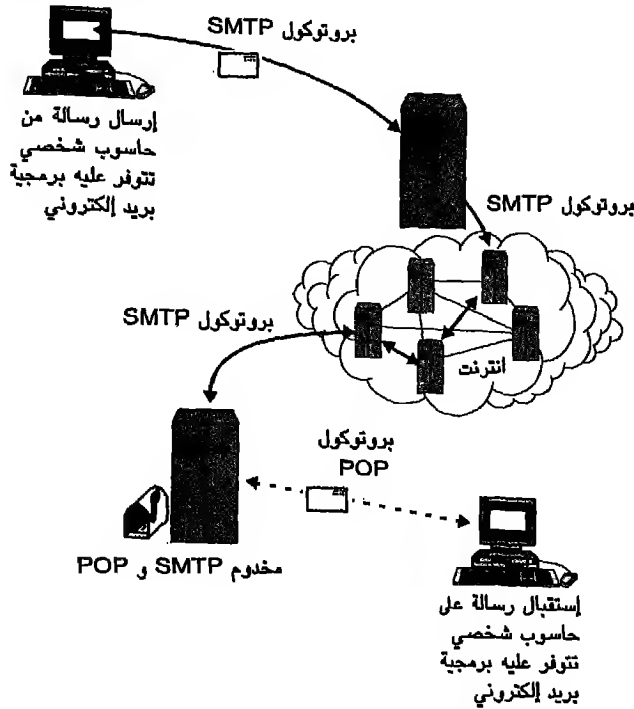 بروتوكول SMTP
إرسال رسالة من
حاسوب شخصي
تتوفر عليه برمجية
بريد إلكتروني
بروتوكول SMTP
بروتوكول SMTP
انترنت
بروتوكول
POP
مخدوم SMTP و POP
إستقبال رسالة على
حاسوب شخصي
تتوفر عليه برمجية
بريد إلكتروني